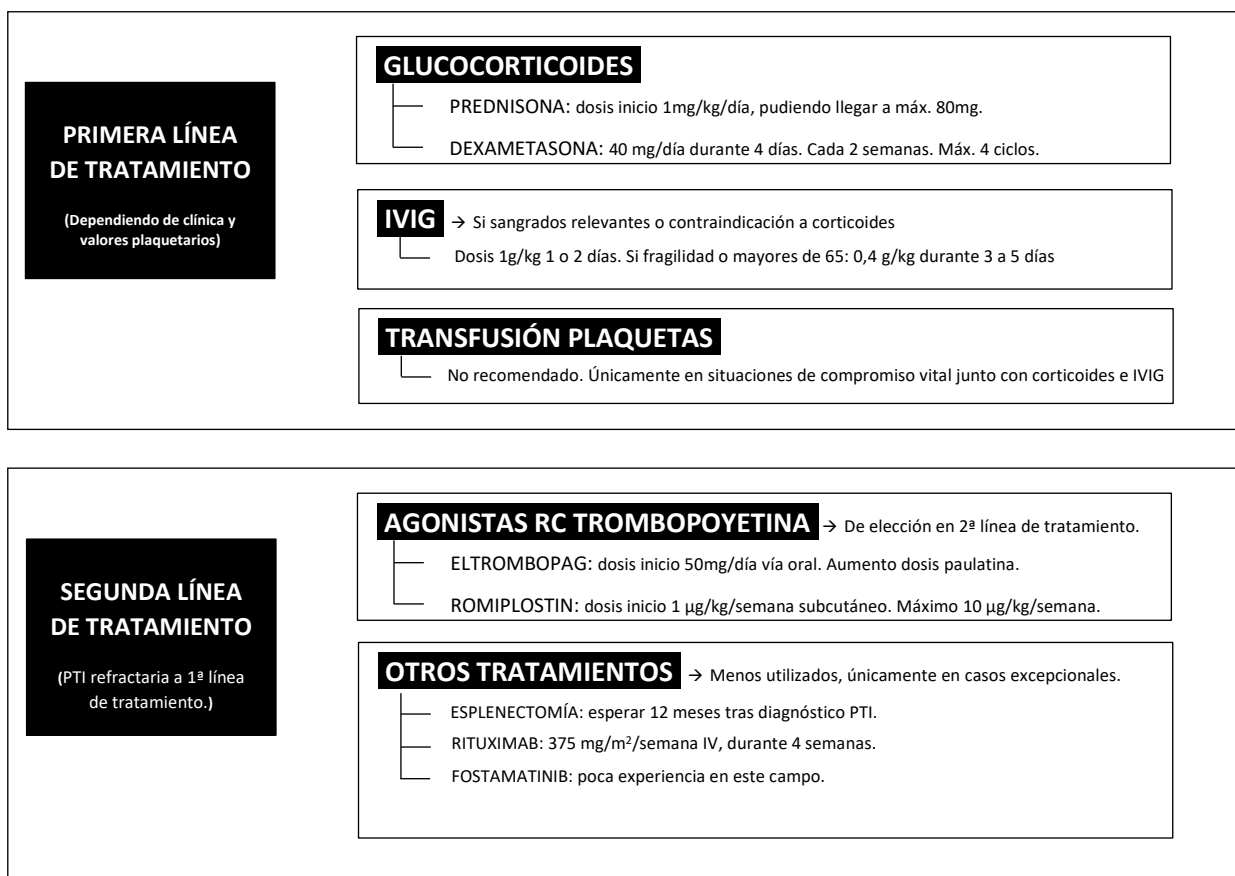 PRIMERA LÍNEA
DE TRATAMIENTO
(Dependiendo de clínica y
valores plaquetarios)
GLUCOCORTICOIDES
PREDNISONA: dosis inicio 1mg/kg/día, pudiendo llegar a máx. 80mg.
DEXAMETASONA: 40 mg/día durante 4 días. Cada 2 semanas. Máx. 4 ciclos.
IVIG → Si sangrados relevantes o contraindicación a corticoides
Dosis 1g/kg 1 o 2 días. Si fragilidad o mayores de 65: 0,4 g/kg durante 3 a 5 días
TRANSFUSIÓN PLAQUETAS
No recomendado. Únicamente en situaciones de compromiso vital junto con corticoides e IVIG
SEGUNDA LÍNEA
DE TRATAMIENTO
(PTI refractaria a 1ª línea
de tratamiento.)
AGONISTAS RC TROMBOPOYETINA → De elección en 2ª línea de tratamiento.
ELTROMBOPAG: dosis inicio 50mg/día vía oral. Aumento dosis paulatina.
ROMIPLOSTIN: dosis inicio 1 µg/kg/semana subcutáneo. Máximo 10 µg/kg/semana.
OTROS TRATAMIENTOS → Menos utilizados, únicamente en casos excepcionales.
ESPLENECTOMÍA: esperar 12 meses tras diagnóstico PTI.
RITUXIMAB: 375 mg/m²/semana IV, durante 4 semanas.
FOSTAMATINIB: poca experiencia en este campo.